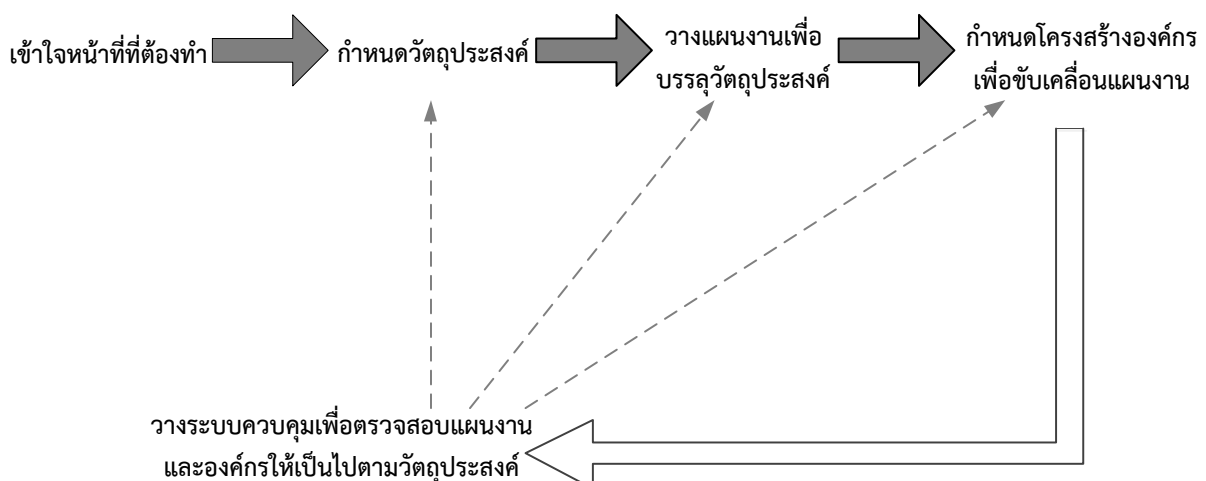 เข้าใจหน้าที่ที่ต้องทำ
กำหนดวัตถุประสงค์
วางแผนงานเพื่อ
บรรลุวัตถุประสงค์
กำหนดโครงสร้างองค์กร
เพื่อขับเคลื่อนแผนงาน
วางระบบควบคุมเพื่อตรวจสอบแผนงาน
และองค์กรให้เป็นไปตามวัตถุประสงค์